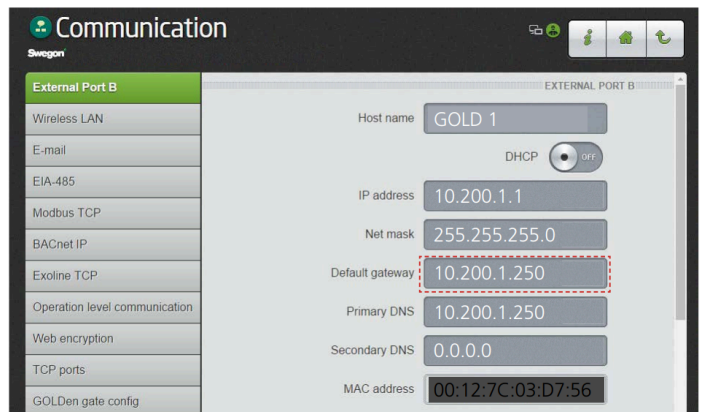 Communication
Swegon
External Port B
Wireless LAN
E-mail
EIA-485
Modbus TCP
BACnet IP
Exoline TCP
Operation level communication
Web encryption
TCP ports
GOLDen gate config
EXTERNAL PORT B
Host name GOLD 1
DHCP OFF
IP address 10.200.1.1
Net mask 255.255.255.0
Default gateway 10.200.1.250
Primary DNS 10.200.1.250
Secondary DNS 0.0.0.0
MAC address 00:12:7C:03:D7:56